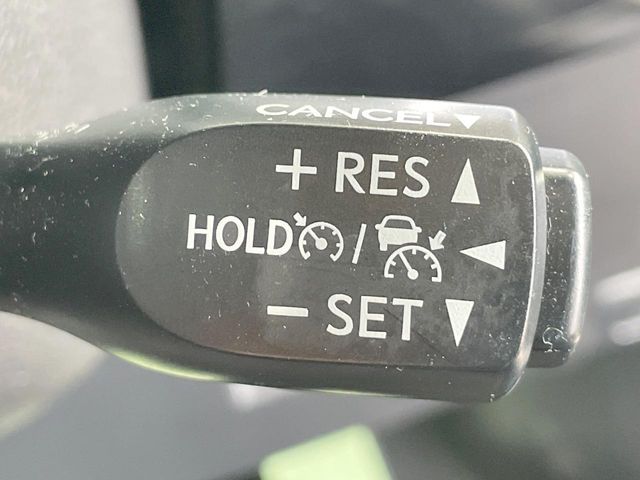 CANCEL▼
+ RES ▲
HOLD / ◀
− SET ▼